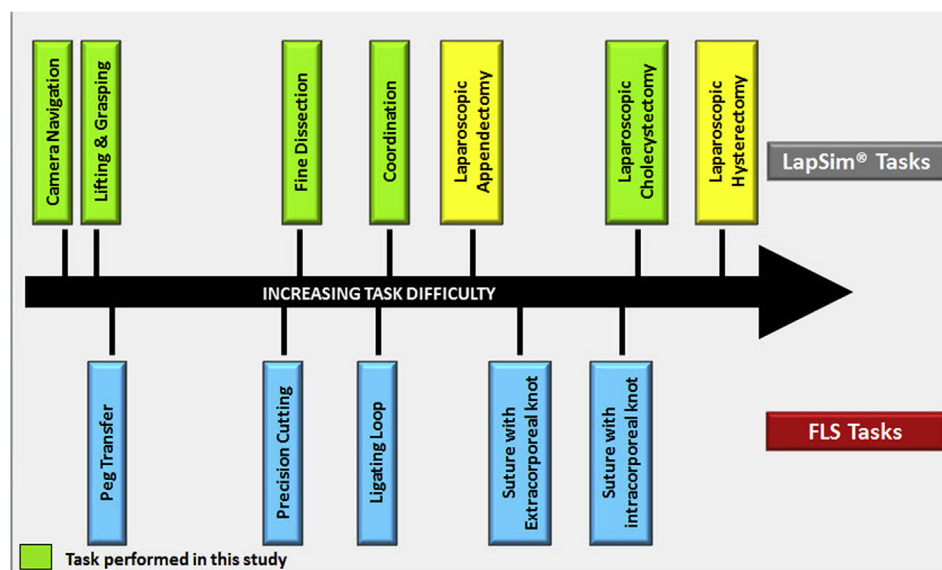 Camera Navigation
Lifting & Grasping
Fine Dissection
Coordination
Laparoscopic
Appendectomy
Laparoscopic
Cholecystectomy
Laparoscopic
Hysterectomy
LapSim® Tasks
INCREASING TASK DIFFICULTY
Peg Transfer
Precision Cutting
Ligating Loop
Suture with
Extracorporeal knot
Suture with
intracorporeal knot
FLS Tasks
Task performed in this study